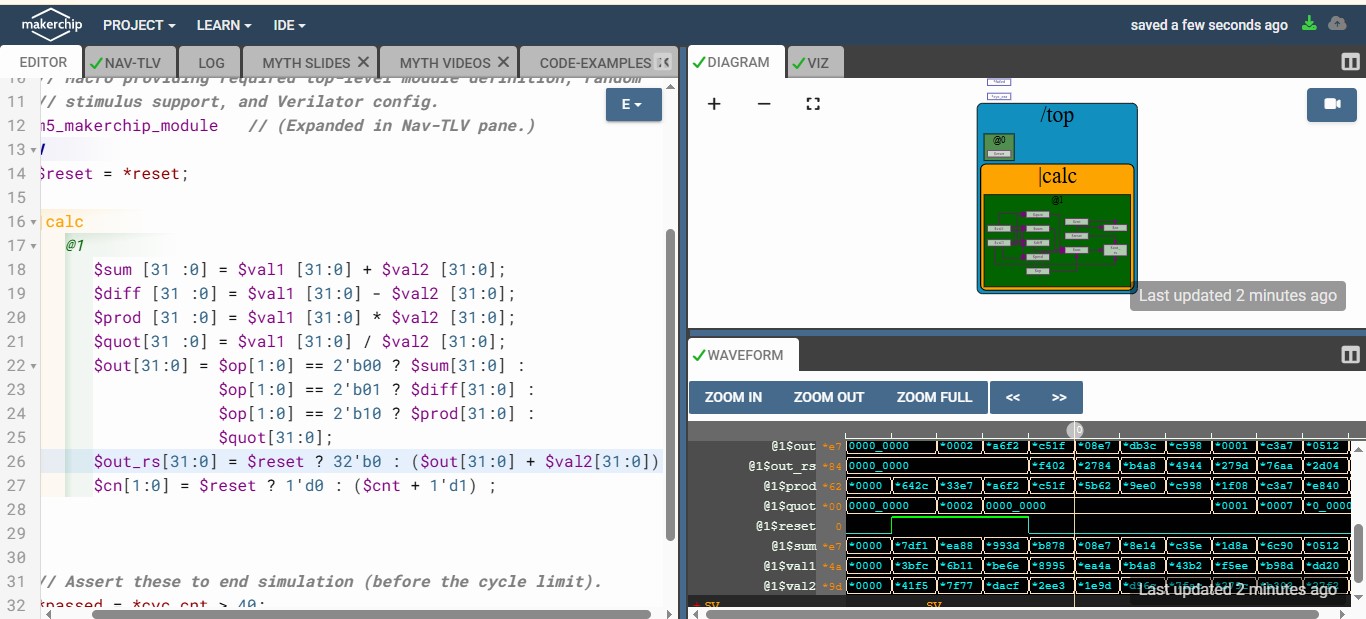 makerchip PROJECT LEARN IDE saved a few seconds ago
EDITOR NAV-TLV LOG MYTH SLIDES MYTH VIDEOS CODE-EXAMPLES
10 // Macro providing required top-level module definition, random
11 // stimulus support, and Verilator config.
E
12 m5_makerchip_module // (Expanded in Nav-TLV pane.)
13
14 $reset = *reset;
15
16 |calc
17 @1
18 $sum [31 :0] = $val1 [31:0] + $val2 [31:0];
19 $diff [31 :0] = $val1 [31:0] - $val2 [31:0];
20 $prod [31 :0] = $val1 [31:0] * $val2 [31:0];
21 $quot[31 :0] = $val1 [31:0] / $val2 [31:0];
22 $out[31:0] = $op[1:0] == 2'b00 ? $sum[31:0] :
23 $op[1:0] == 2'b01 ? $diff[31:0] :
24 $op[1:0] == 2'b10 ? $prod[31:0] :
25 $quot[31:0];
26 $out_rs[31:0] = $reset ? 32'b0 : ($out[31:0] + $val2[31:0])
27 $cn[1:0] = $reset ? 1'd0 : ($cnt + 1'd1) ;
28
29
30
31 // Assert these to end simulation (before the cycle limit).
32 *passed = *cyc_cnt > 40;
DIAGRAM VIZ
+ −
/top
@0
|calc
@1
Last updated 2 minutes ago
WAVEFORM
ZOOM IN ZOOM OUT ZOOM FULL << >>
@1$out *e7 0000_0000 *0002 *a6f2 *c51f *08e7 *db3c *c998 *0001 *c3a7 *0512
@1$out_rs *84 0000_0000 *f402 *2784 *b4a8 *4944 *279d *76aa *2d04
@1$prod *62 *0000 *642c *33e7 *a6f2 *c51f *5b62 *9ee0 *c998 *1f08 *c3a7 *e840
@1$quot *00 0000_0000 *0002 0000_0000 *0001 *0007 *0_0000
@1$reset 0
@1$sum *e7 *0000 *7df1 *ea88 *993d *b878 *08e7 *8e14 *c35e *1d8a *6c90 *0512
@1$val1 *4a *0000 *3bfc *6b11 *be6e *8995 *ea4a *b4a8 *43b2 *f5ee *b98d *dd20
@1$val2 *9d *0000 *41f5 *7f77 *dacf *2ee3 *1e9d
Last updated 2 minutes ago
SV SV